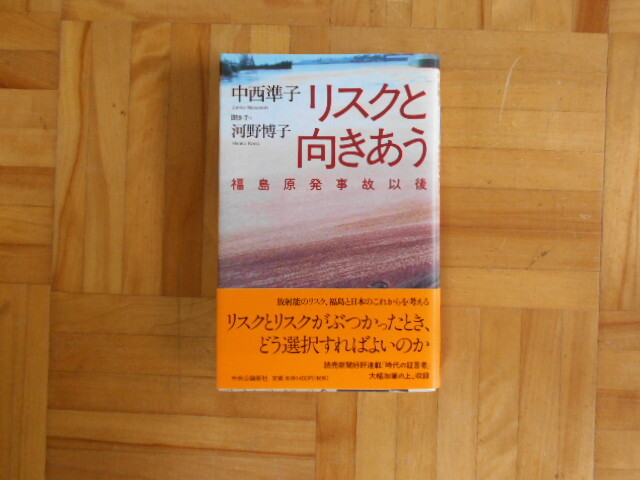 中西準子
Junko Nakanishi
聞き手・
河野博子
Hiroko Kono
リスクと
向きあう
福島原発事故以後
放射能のリスク、福島と日本のこれからを考える
リスクとリスクがぶつかったとき、
どう選択すればよいのか
読売新聞好評連載「時代の証言者」
大幅加筆の上、収録
中央公論新社